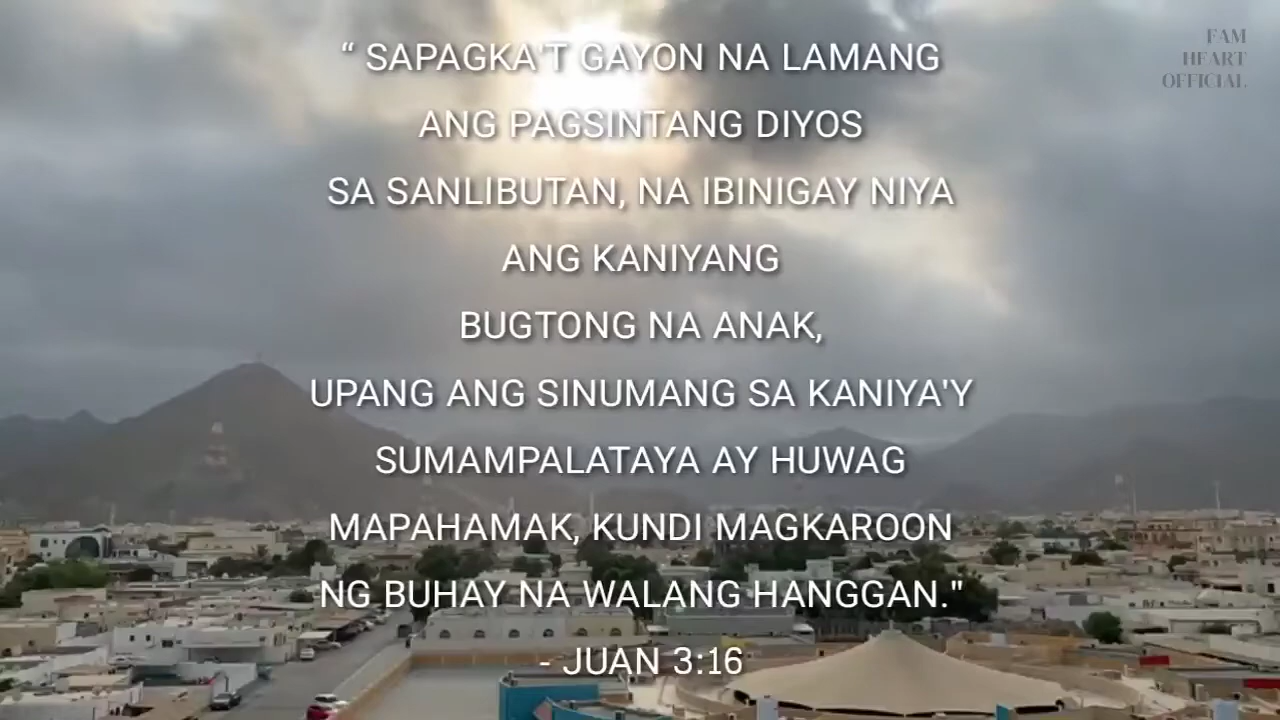 “ SAPAGKA'T GAYON NA LAMANG
ANG PAGSINTANG DIYOS
SA SANLIBUTAN, NA IBINIGAY NIYA
ANG KANIYANG
BUGTONG NA ANAK,
UPANG ANG SINUMANG SA KANIYA'Y
SUMAMPALATAYA AY HUWAG
MAPAHAMAK, KUNDI MAGKAROON
NG BUHAY NA WALANG HANGGAN."
- JUAN 3:16
FAM
HEART
OFFICIAL